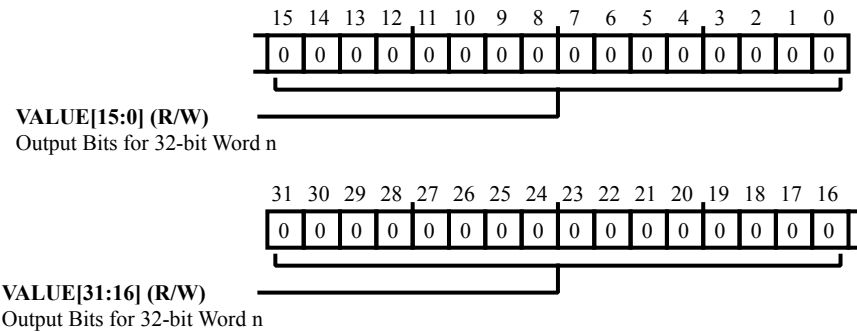 15 14 13 12 11 10 9 8 7 6 5 4 3 2 1 0
0 0 0 0 0 0 0 0 0 0 0 0 0 0 0 0
VALUE[15:0] (R/W)
Output Bits for 32-bit Word n
31 30 29 28 27 26 25 24 23 22 21 20 19 18 17 16
0 0 0 0 0 0 0 0 0 0 0 0 0 0 0 0
VALUE[31:16] (R/W)
Output Bits for 32-bit Word n